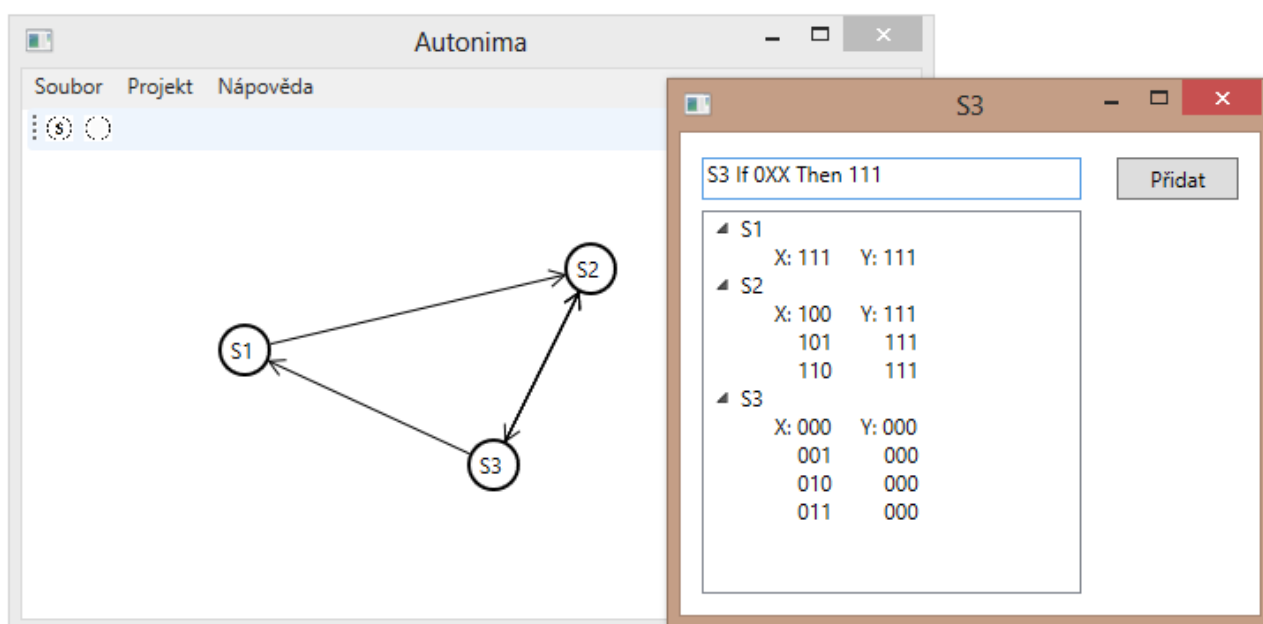 Autonima
Soubor Projekt Nápověda
S
S2
S1
S3
S3
S3 If 0XX Then 111
Přidat
S1
X: 111 Y: 111
S2
X: 100 Y: 111
101 111
110 111
S3
X: 000 Y: 000
001 000
010 000
011 000